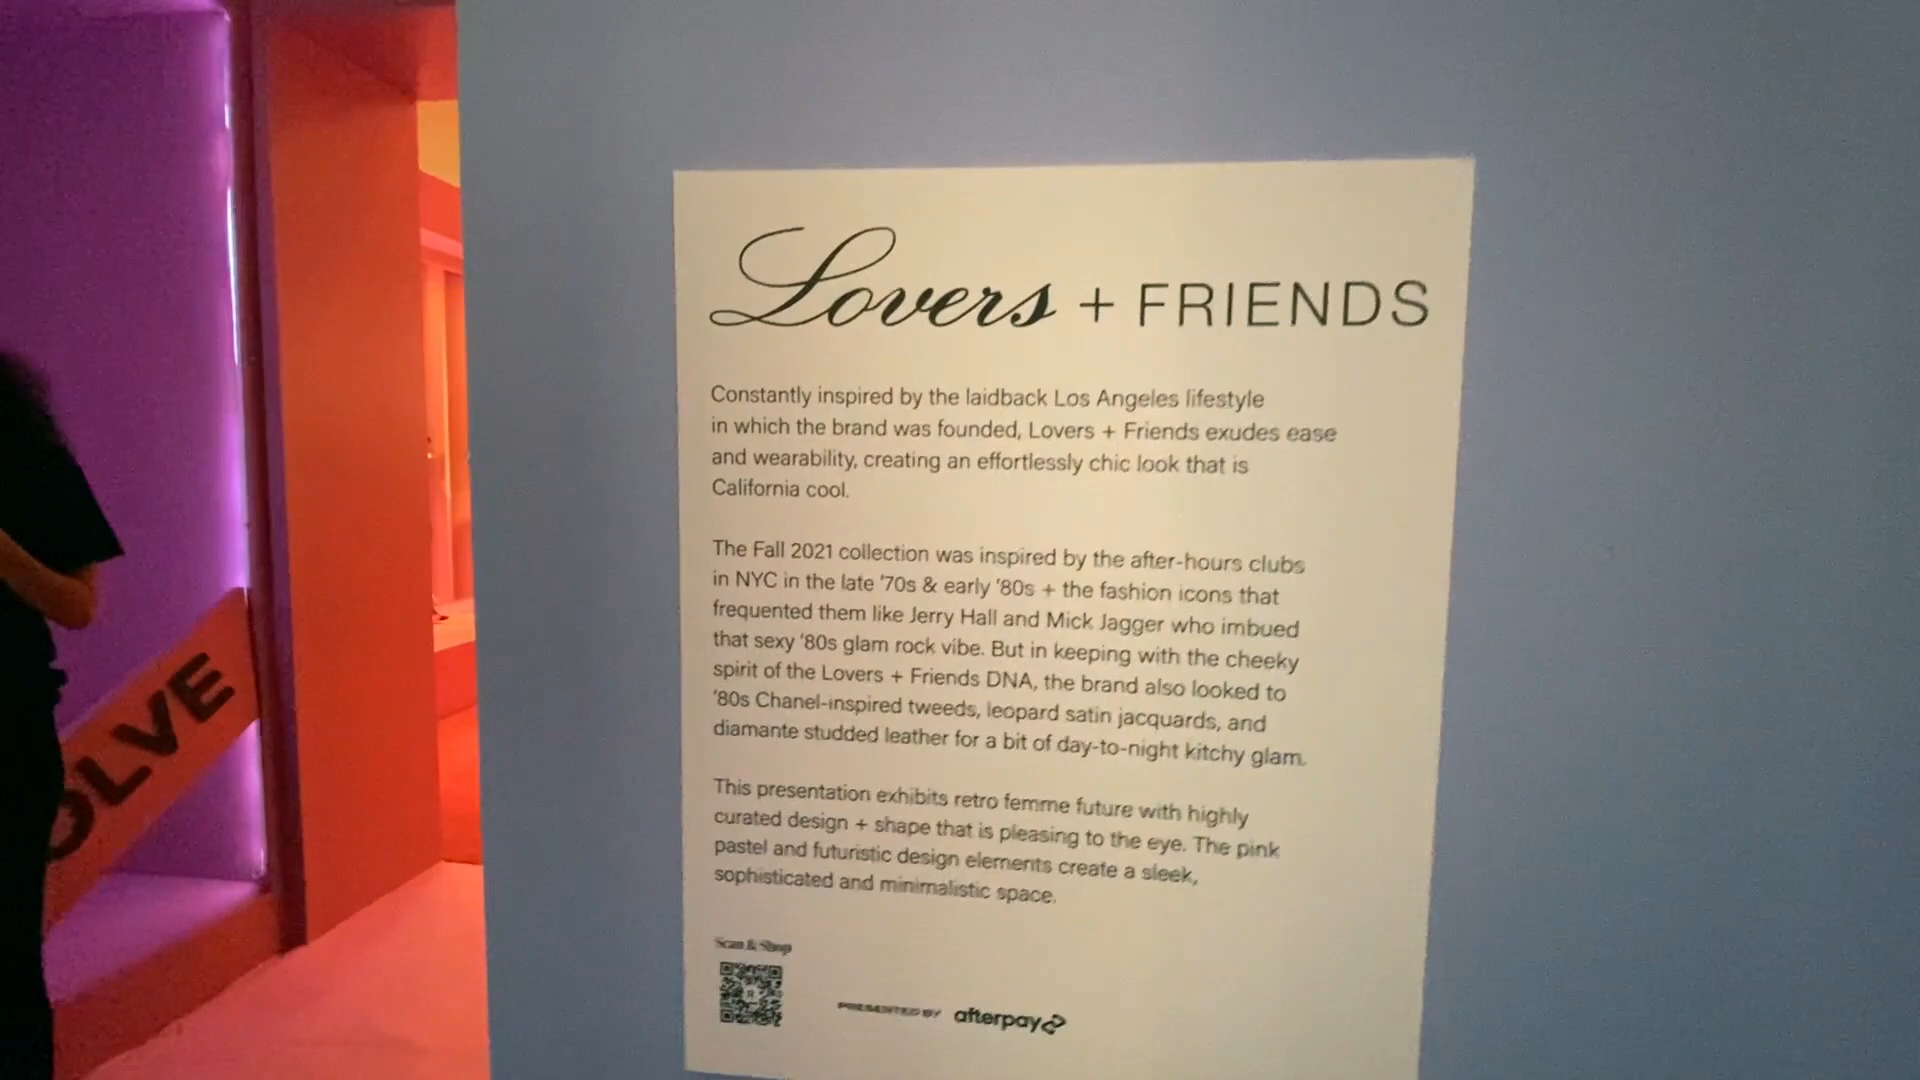 Lovers + FRIENDS
Constantly inspired by the laidback Los Angeles lifestyle
in which the brand was founded, Lovers + Friends exudes ease
and wearability, creating an effortlessly chic look that is
California cool.
The Fall 2021 collection was inspired by the after-hours clubs
in NYC in the late '70s & early '80s + the fashion icons that
frequented them like Jerry Hall and Mick Jagger who imbued
that sexy '80s glam rock vibe. But in keeping with the cheeky
spirit of the Lovers + Friends DNA, the brand also looked to
'80s Chanel-inspired tweeds, leopard satin jacquards, and
diamante studded leather for a bit of day-to-night kitchy glam.
This presentation exhibits retro femme future with highly
curated design + shape that is pleasing to the eye. The pink
pastel and futuristic design elements create a sleek,
sophisticated and minimalistic space.
Scan & Shop
PRESENTED BY afterpay
OLVE